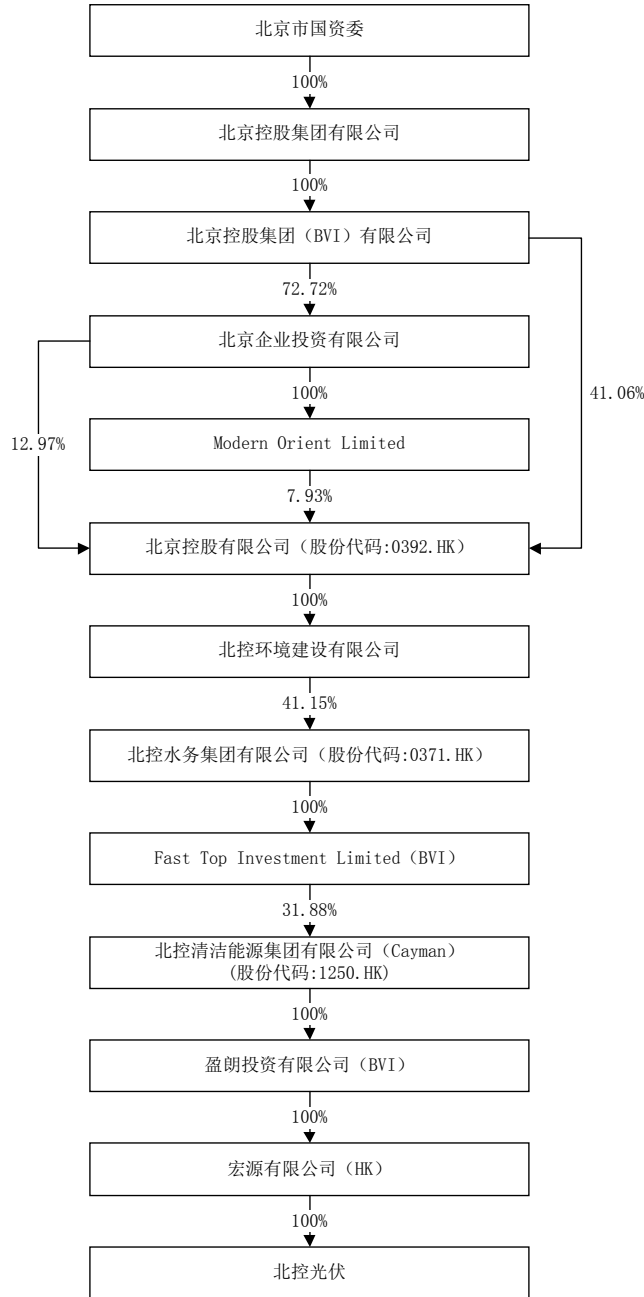 北京市国资委
100%
北京控股集团有限公司
100%
北京控股集团（BVI）有限公司
72.72%
北京企业投资有限公司
100%
41.06%
Modern Orient Limited
12.97%
7.93%
北京控股有限公司（股份代码:0392.HK）
100%
北控环境建设有限公司
41.15%
北控水务集团有限公司（股份代码:0371.HK）
100%
Fast Top Investment Limited（BVI）
31.88%
北控清洁能源集团有限公司（Cayman）
(股份代码:1250.HK)
100%
盈朗投资有限公司（BVI）
100%
宏源有限公司（HK）
100%
北控光伏